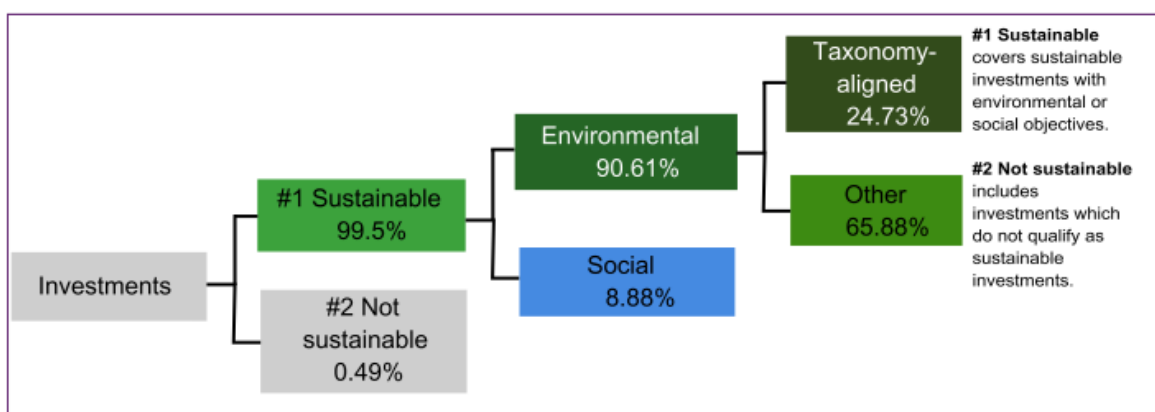 Investments
#1 Sustainable
99.5%
#2 Not
sustainable
0.49%
Environmental
90.61%
Social
8.88%
Taxonomy-
aligned
24.73%
Other
65.88%
#1 Sustainable
covers sustainable
investments with
environmental or
social objectives.
#2 Not sustainable
includes
investments which
do not qualify as
sustainable
investments.